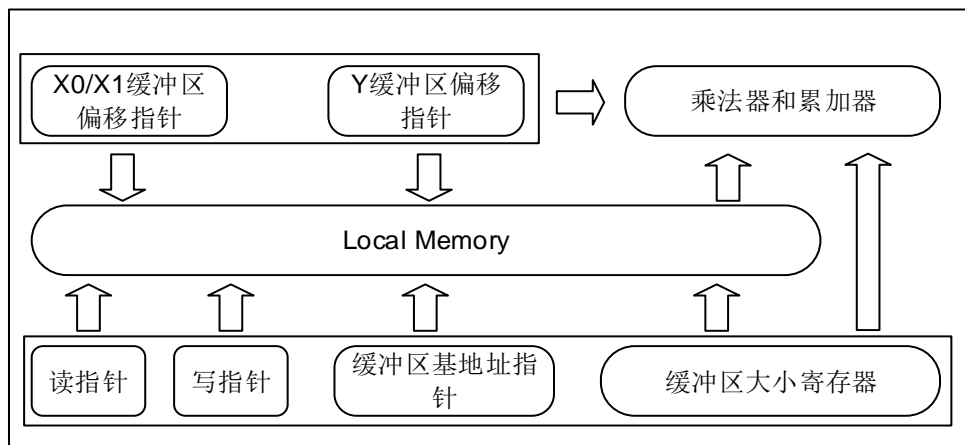 X0/X1缓冲区
偏移指针
Y缓冲区偏移
指针
乘法器和累加器
Local Memory
读指针
写指针
缓冲区基地址指
针
缓冲区大小寄存器